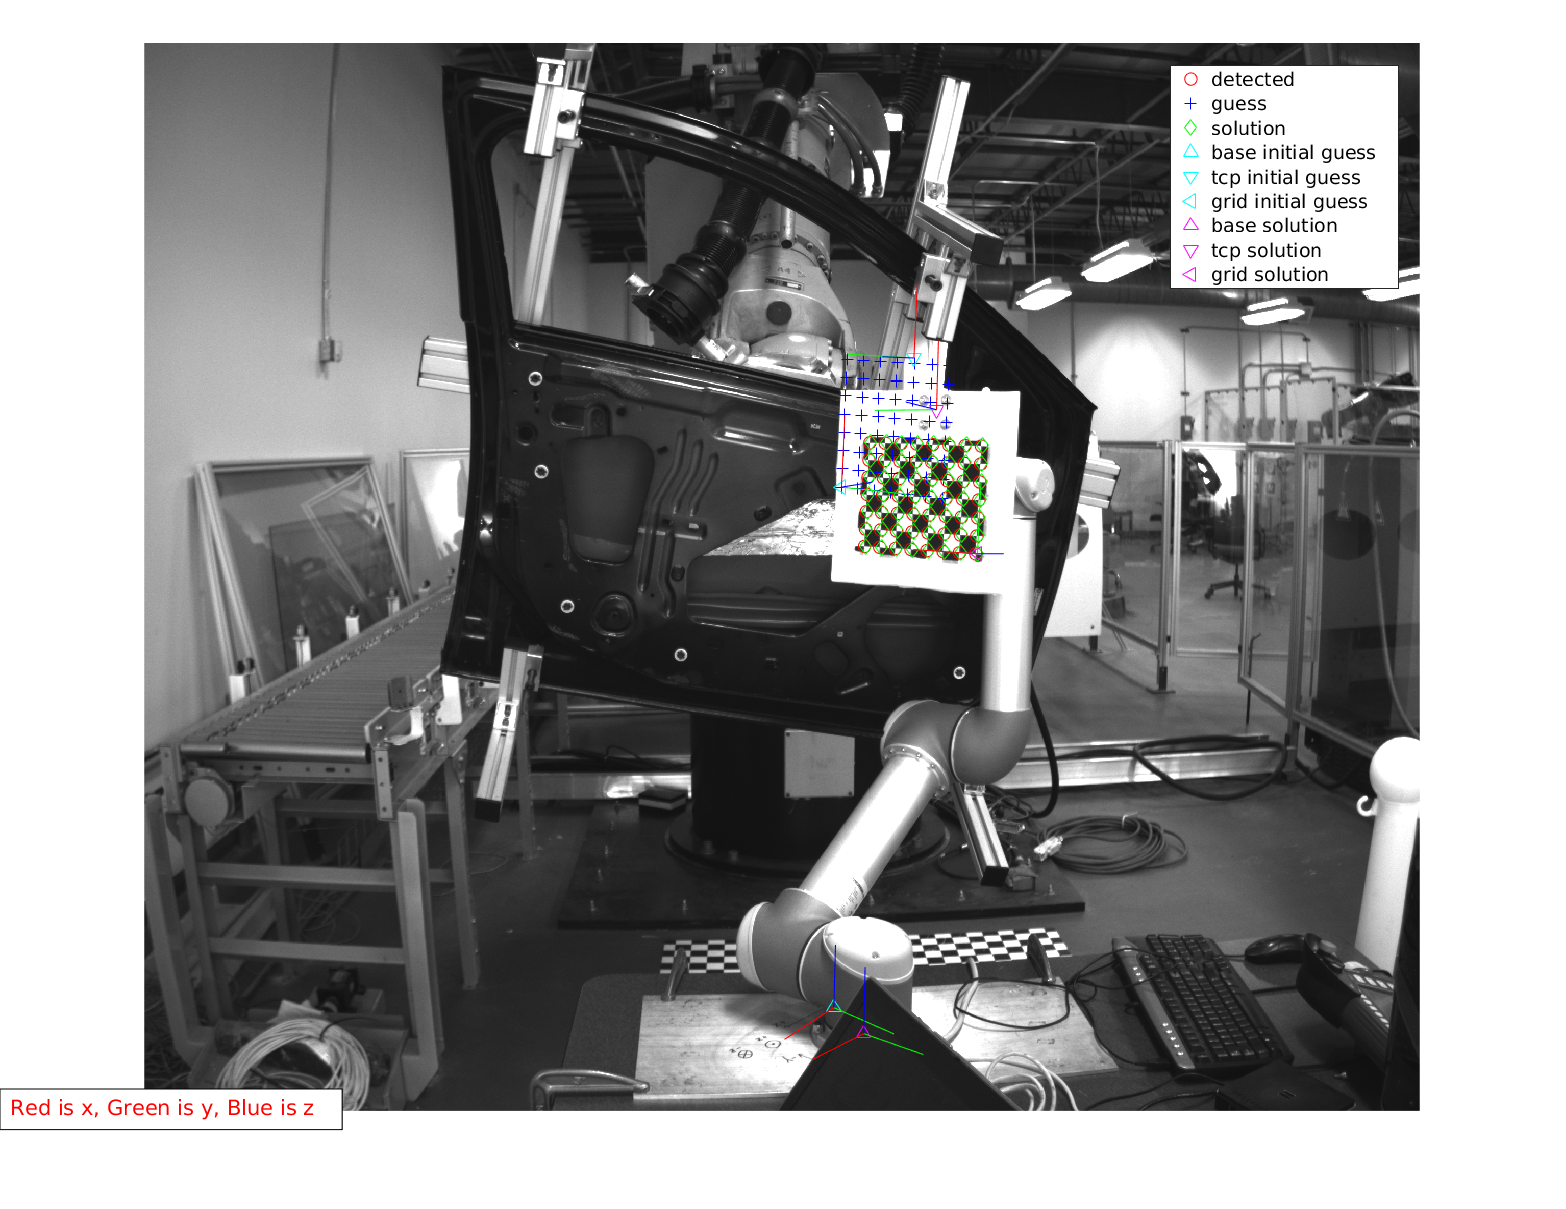 detected
guess
solution
base initial guess
tcp initial guess
grid initial guess
base solution
tcp solution
grid solution
Red is x, Green is y, Blue is z